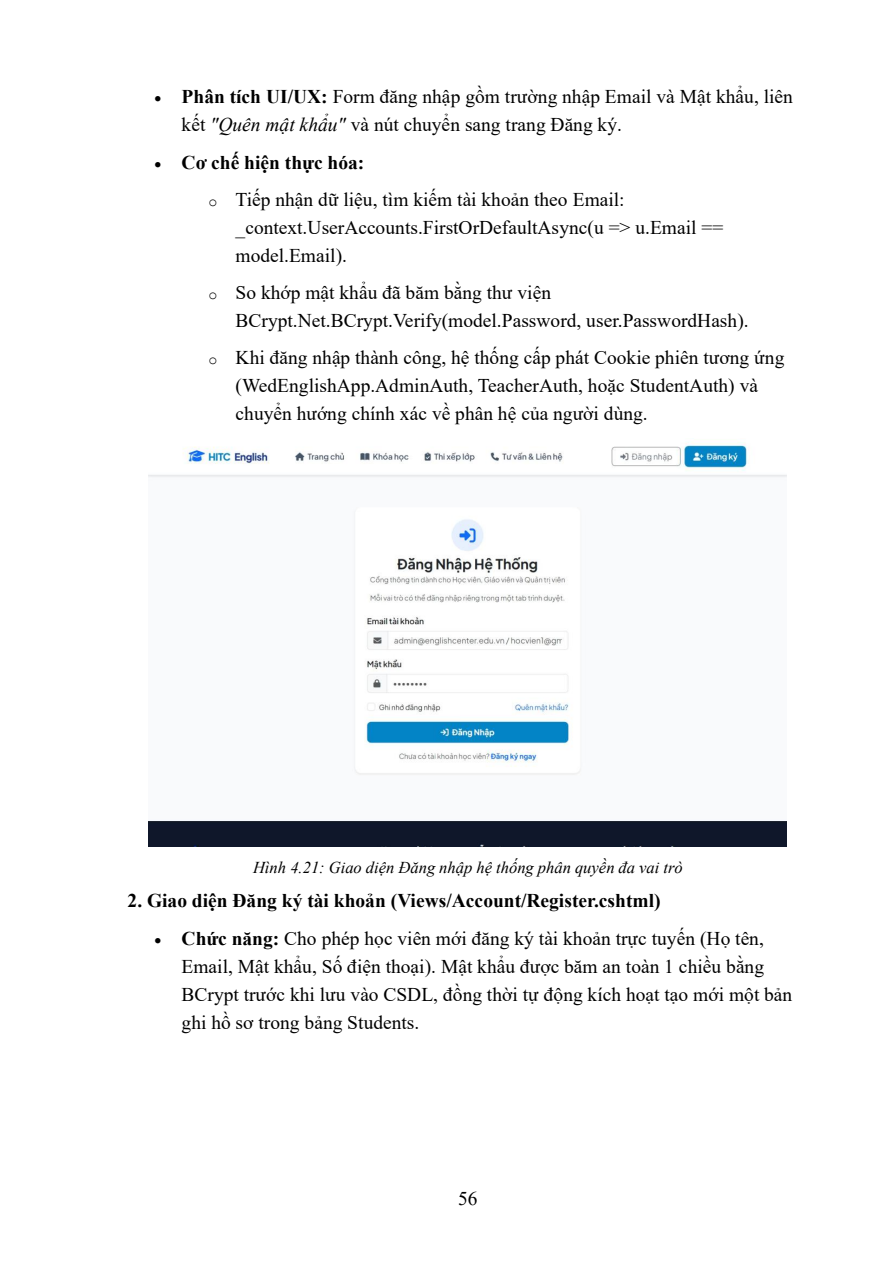 • Phân tích UI/UX: Form đăng nhập gồm trường nhập Email và Mật khẩu, liên
kết "Quên mật khẩu" và nút chuyển sang trang Đăng ký.
• Cơ chế hiện thực hóa:
o Tiếp nhận dữ liệu, tìm kiếm tài khoản theo Email:
_context.UserAccounts.FirstOrDefaultAsync(u => u.Email ==
model.Email).
o So khớp mật khẩu đã băm bằng thư viện
BCrypt.Net.BCrypt.Verify(model.Password, user.PasswordHash).
o Khi đăng nhập thành công, hệ thống cấp phát Cookie phiên tương ứng
(WedEnglishApp.AdminAuth, TeacherAuth, hoặc StudentAuth) và
chuyển hướng chính xác về phân hệ của người dùng.
HITC English Trang chủ Khóa học Thi xếp lớp Tư vấn & Liên hệ Đăng nhập Đăng ký
Đăng Nhập Hệ Thống
Cổng thông tin dành cho Học viên, Giáo viên và Quản trị viên
Mỗi vai trò có thể đăng nhập riêng trong một tab trình duyệt.
Email tài khoản
admin@englishcenter.edu.vn / hocvien1@gm
Mật khẩu
••••••••
Ghi nhớ đăng nhập Quên mật khẩu?
Đăng Nhập
Chưa có tài khoản học viên? Đăng ký ngay
Hình 4.21: Giao diện Đăng nhập hệ thống phân quyền đa vai trò
2. Giao diện Đăng ký tài khoản (Views/Account/Register.cshtml)
• Chức năng: Cho phép học viên mới đăng ký tài khoản trực tuyến (Họ tên,
Email, Mật khẩu, Số điện thoại). Mật khẩu được băm an toàn 1 chiều bằng
BCrypt trước khi lưu vào CSDL, đồng thời tự động kích hoạt tạo mới một bản
ghi hồ sơ trong bảng Students.
56